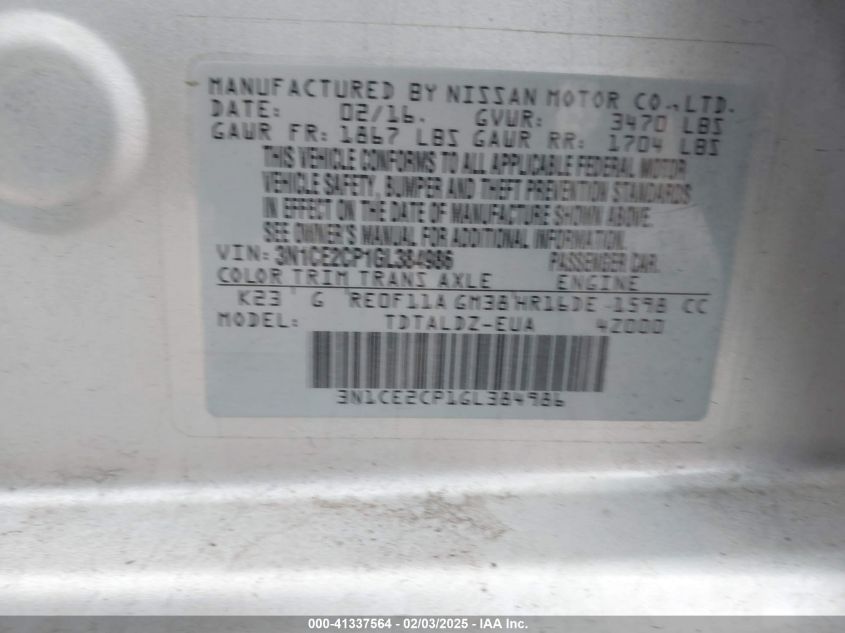 MANUFACTURED BY NISSAN MOTOR CO.,LTD.
DATE: 02/16. GVWR: 3470 LBS
GAWR FR: 1867 LBS GAWR RR: 1704 LBS
THIS VEHICLE CONFORMS TO ALL APPLICABLE FEDERAL MOTOR
VEHICLE SAFETY, BUMPER AND THEFT PREVENTION STANDARDS
IN EFFECT ON THE DATE OF MANUFACTURE SHOWN ABOVE.
SEE OWNER'S MANUAL FOR ADDITIONAL INFORMATION.
VIN: 3N1CE2CP1GL384986 PASSENGER CAR.
COLOR TRIM TRANS AXLE ENGINE
K23 G RE0F11A GM38 HR16DE 1598 CC
MODEL: TDTALDZ-EUA 4Z000
3N1CE2CP1GL384986
000-41337564 - 02/03/2025 - IAA Inc.